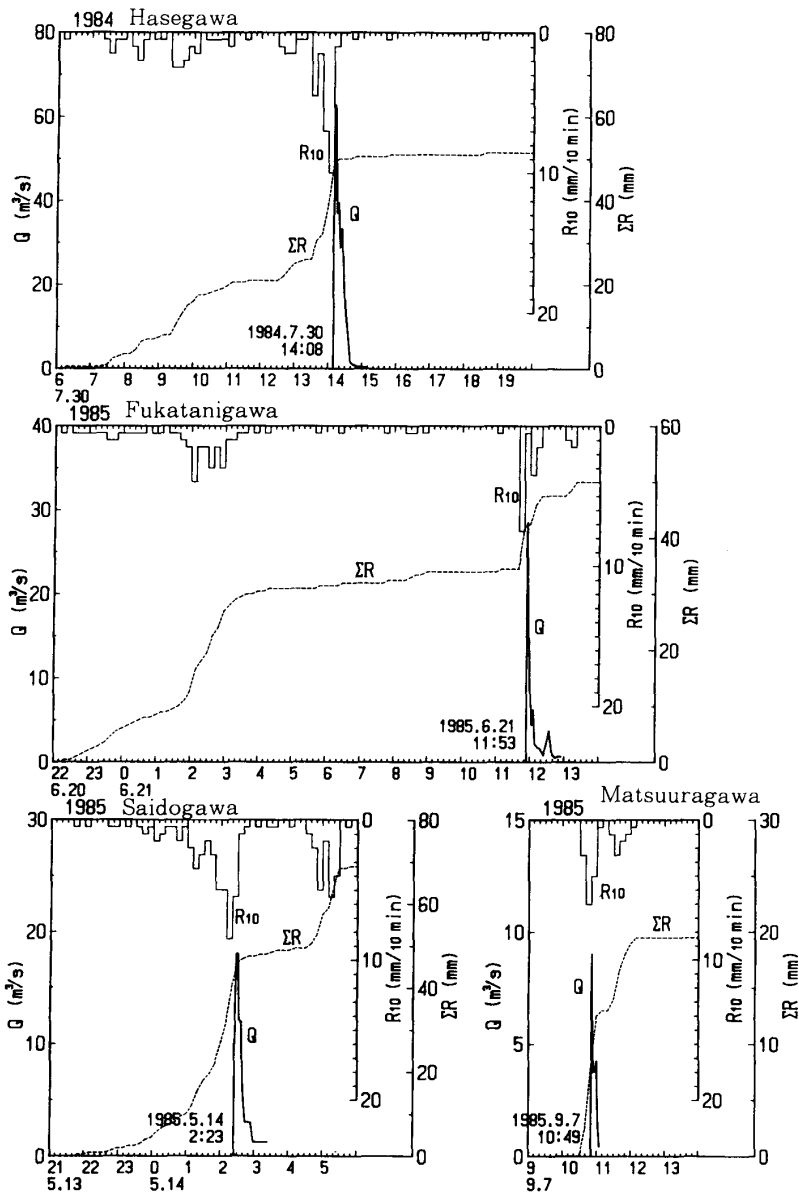 1984 Hasegawa
80
60
40
20
0
Q (m³/s)
0
10
20
R10 (mm/10 min)
80
60
40
20
0
ΣR (mm)
R10
Q
ΣR
1984.7.30
14:08
6 7 8 9 10 11 12 13 14 15 16 17 18 19
7.30
1985 Fukatanigawa
40
30
20
10
0
Q (m³/s)
0
10
20
R10 (mm/10 min)
60
40
20
0
ΣR (mm)
R10
ΣR
Q
1985.6.21
11:53
22 23 0 1 2 3 4 5 6 7 8 9 10 11 12 13
6.20 6.21
1985 Saidogawa
30
20
10
0
Q (m³/s)
0
10
20
R10 (mm/10 min)
80
60
40
20
0
ΣR (mm)
R10
ΣR
Q
1985.5.14
2:23
21 22 23 0 1 2 3 4 5
5.13 5.14
Matsuuragawa
1985
15
10
5
0
Q (m³/s)
0
10
20
R10 (mm/10 min)
30
20
10
0
ΣR (mm)
R10
ΣR
Q
1985.9.7
10:49
9 10 11 12 13
9.7